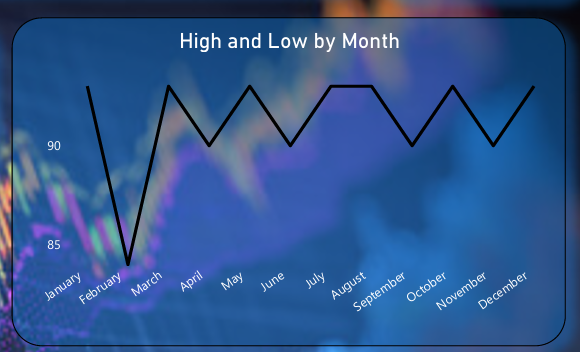 High and Low by Month
90
85
January
February
March
April
May
June
July
August
September
October
November
December